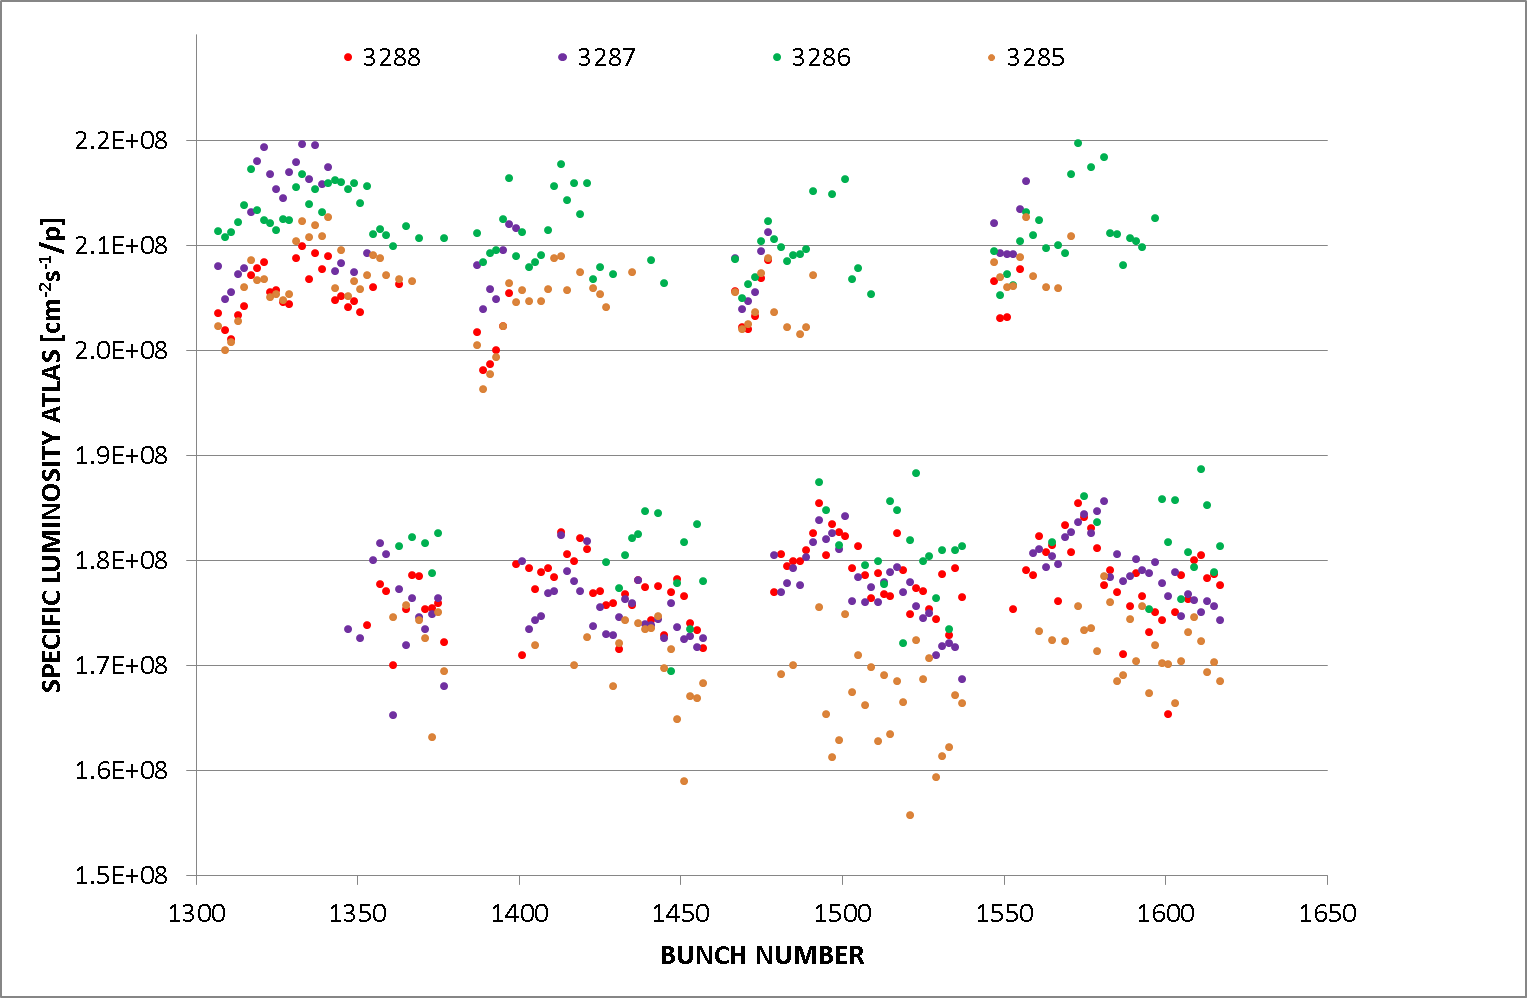 3288 3287 3286 3285
2.2E+08
2.1E+08
2.0E+08
1.9E+08
1.8E+08
1.7E+08
1.6E+08
1.5E+08
SPECIFIC LUMINOSITY ATLAS [cm⁻²s⁻¹/p]
1300 1350 1400 1450 1500 1550 1600 1650
BUNCH NUMBER